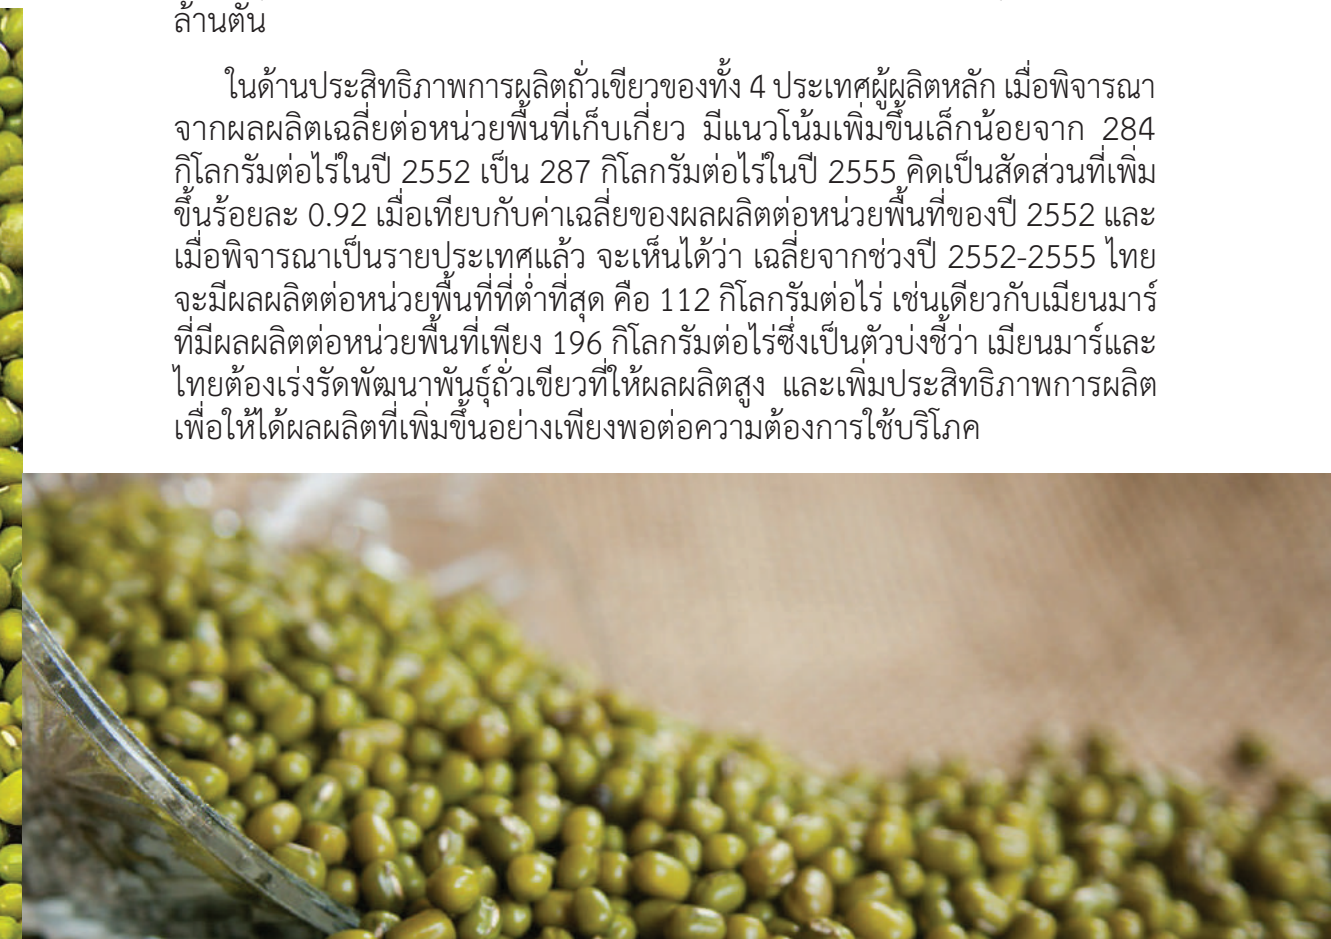 ล้านตัน
ในด้านประสิทธิภาพการผลิตถั่วเขียวของทั้ง 4 ประเทศผู้ผลิตหลัก เมื่อพิจารณา
จากผลผลิตเฉลี่ยต่อหน่วยพื้นที่เก็บเกี่ยว มีแนวโน้มเพิ่มขึ้นเล็กน้อยจาก 284
กิโลกรัมต่อไร่ในปี 2552 เป็น 287 กิโลกรัมต่อไร่ในปี 2555 คิดเป็นสัดส่วนที่เพิ่ม
ขึ้นร้อยละ 0.92 เมื่อเทียบกับค่าเฉลี่ยของผลผลิตต่อหน่วยพื้นที่ของปี 2552 และ
เมื่อพิจารณาเป็นรายประเทศแล้ว จะเห็นได้ว่า เฉลี่ยจากช่วงปี 2552-2555 ไทย
จะมีผลผลิตต่อหน่วยพื้นที่ที่ต่ำที่สุด คือ 112 กิโลกรัมต่อไร่ เช่นเดียวกับเมียนมาร์
ที่มีผลผลิตต่อหน่วยพื้นที่เพียง 196 กิโลกรัมต่อไร่ซึ่งเป็นตัวบ่งชี้ว่า เมียนมาร์และ
ไทยต้องเร่งรัดพัฒนาพันธุ์ถั่วเขียวที่ให้ผลผลิตสูง และเพิ่มประสิทธิภาพการผลิต
เพื่อให้ได้ผลผลิตที่เพิ่มขึ้นอย่างเพียงพอต่อความต้องการใช้บริโภค